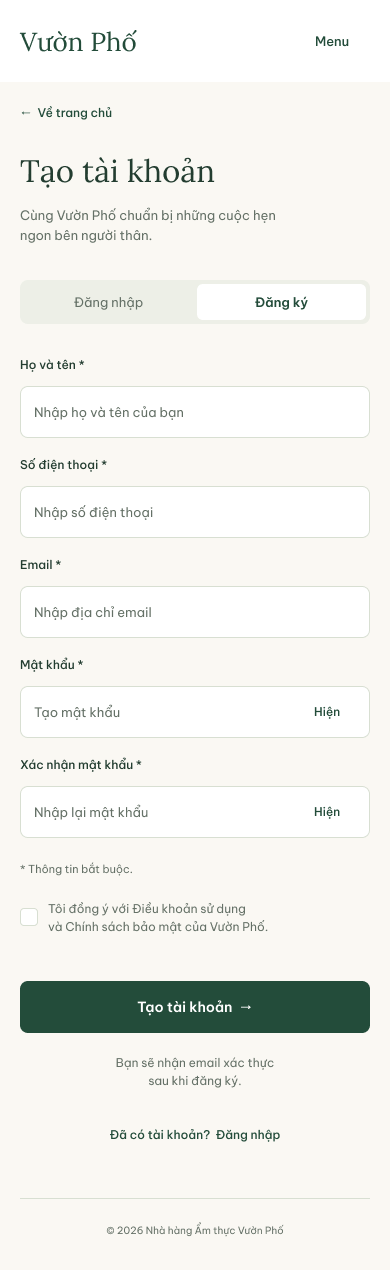 Vườn Phố
Menu
← Về trang chủ
Tạo tài khoản
Cùng Vườn Phố chuẩn bị những cuộc hẹn
ngon bên người thân.
Đăng nhập
Đăng ký
Họ và tên *
Nhập họ và tên của bạn
Số điện thoại *
Nhập số điện thoại
Email *
Nhập địa chỉ email
Mật khẩu *
Tạo mật khẩu
Hiện
Xác nhận mật khẩu *
Nhập lại mật khẩu
Hiện
* Thông tin bắt buộc.
Tôi đồng ý với Điều khoản sử dụng
và Chính sách bảo mật của Vườn Phố.
Tạo tài khoản →
Bạn sẽ nhận email xác thực
sau khi đăng ký.
Đã có tài khoản? Đăng nhập
© 2026 Nhà hàng Ẩm thực Vườn Phố